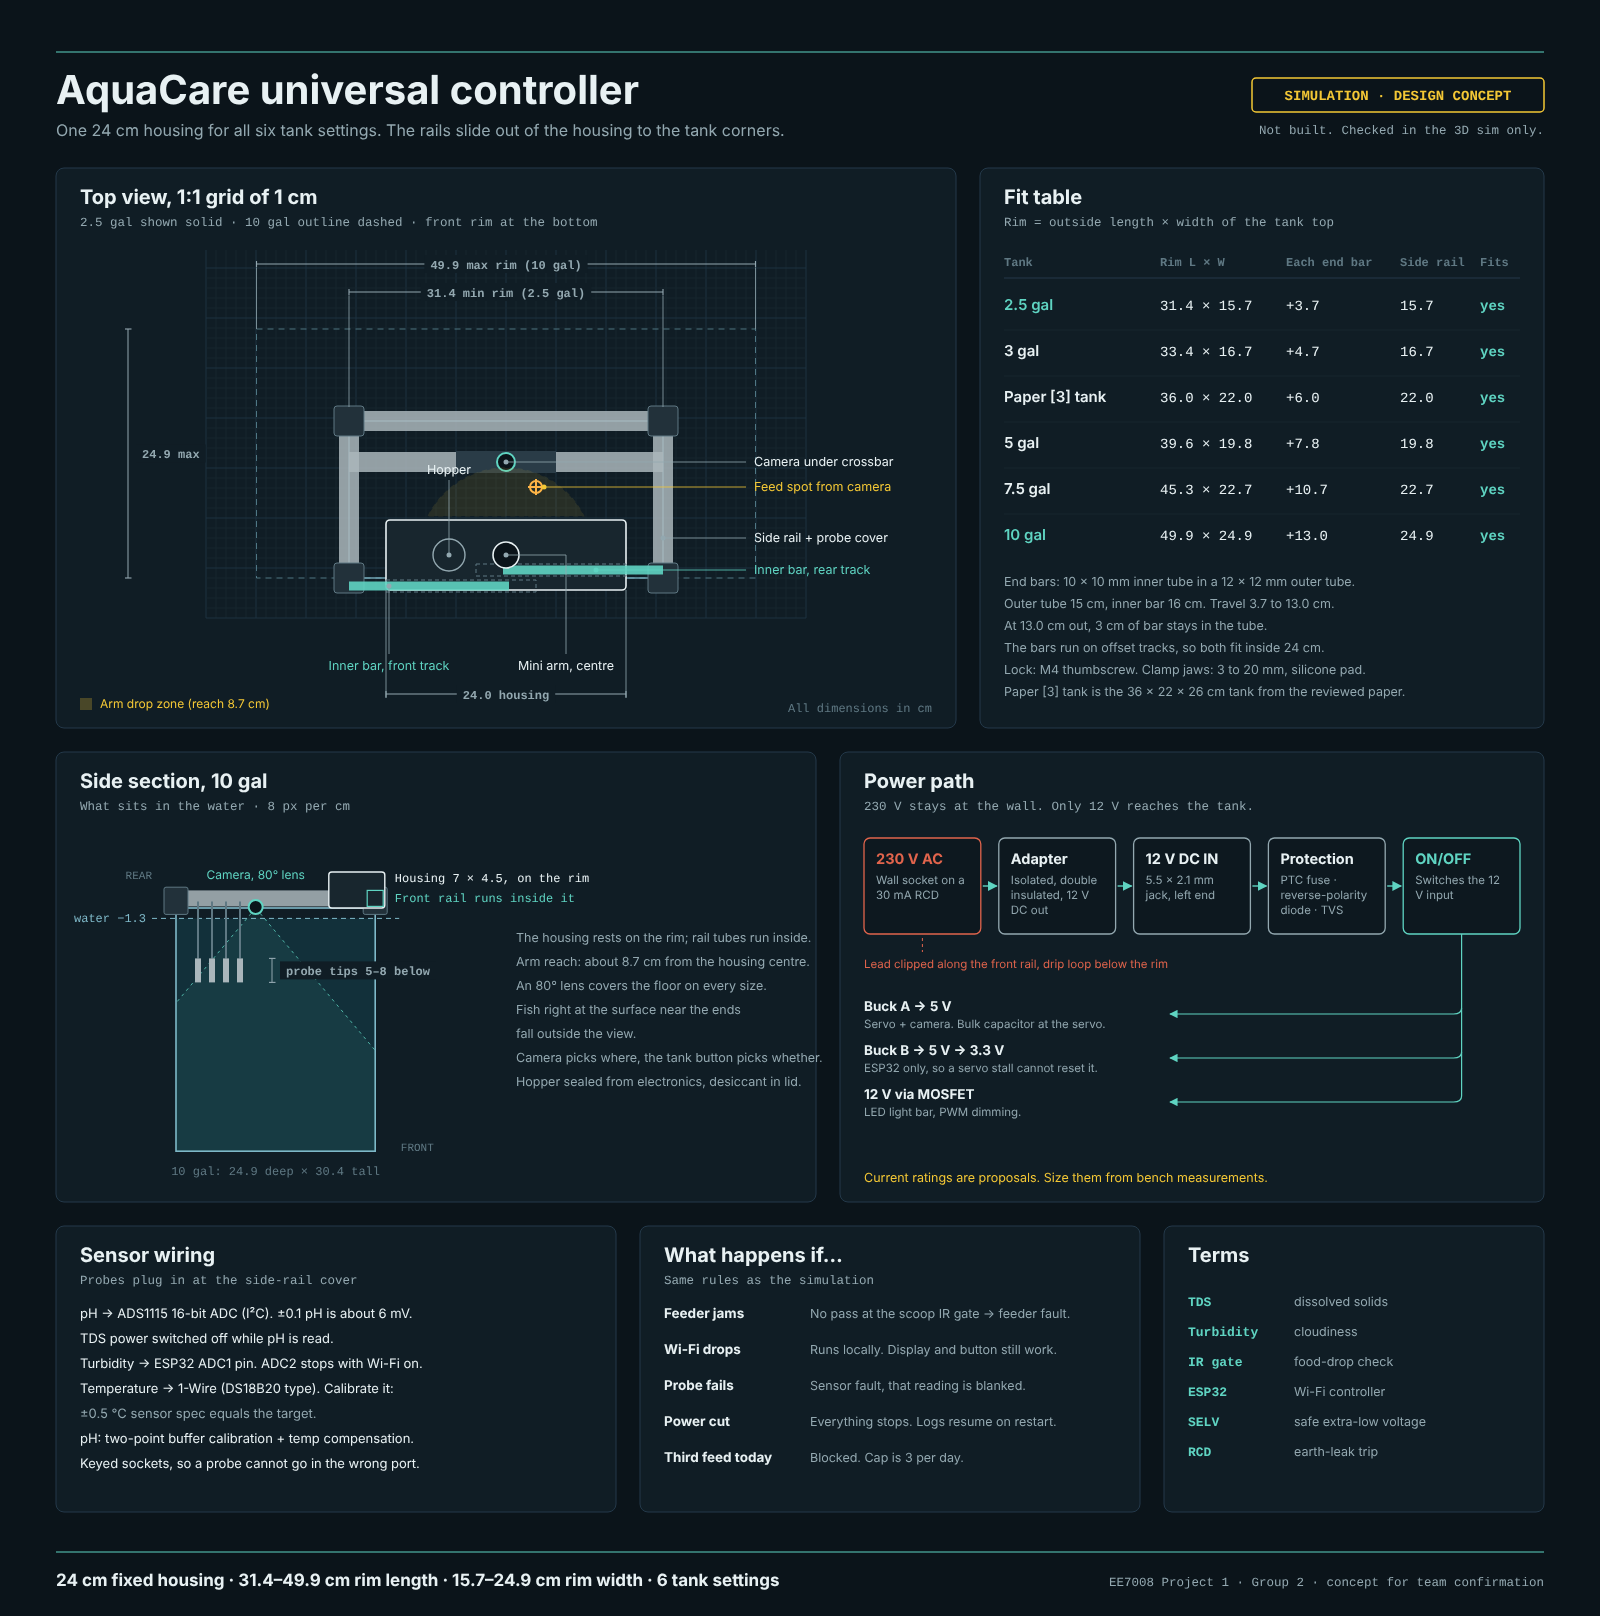 AquaCare universal controller
SIMULATION · DESIGN CONCEPT
One 24 cm housing for all six tank settings. The rails slide out of the housing to the tank corners.
Not built. Checked in the 3D sim only.
Top view, 1:1 grid of 1 cm
2.5 gal shown solid · 10 gal outline dashed · front rim at the bottom
49.9 max rim (10 gal)
31.4 min rim (2.5 gal)
24.9 max
Hopper
Camera under crossbar
Feed spot from camera
Side rail + probe cover
Inner bar, rear track
Inner bar, front track
Mini arm, centre
24.0 housing
Arm drop zone (reach 8.7 cm)
All dimensions in cm
Fit table
Rim = outside length × width of the tank top
Tank Rim L × W Each end bar Side rail Fits
2.5 gal 31.4 × 15.7 +3.7 15.7 yes
3 gal 33.4 × 16.7 +4.7 16.7 yes
Paper [3] tank 36.0 × 22.0 +6.0 22.0 yes
5 gal 39.6 × 19.8 +7.8 19.8 yes
7.5 gal 45.3 × 22.7 +10.7 22.7 yes
10 gal 49.9 × 24.9 +13.0 24.9 yes
End bars: 10 × 10 mm inner tube in a 12 × 12 mm outer tube.
Outer tube 15 cm, inner bar 16 cm. Travel 3.7 to 13.0 cm.
At 13.0 cm out, 3 cm of bar stays in the tube.
The bars run on offset tracks, so both fit inside 24 cm.
Lock: M4 thumbscrew. Clamp jaws: 3 to 20 mm, silicone pad.
Paper [3] tank is the 36 × 22 × 26 cm tank from the reviewed paper.
Side section, 10 gal
What sits in the water · 8 px per cm
REAR
Camera, 80° lens
Housing 7 × 4.5, on the rim
Front rail runs inside it
water −1.3
probe tips 5–8 below
The housing rests on the rim; rail tubes run inside.
Arm reach: about 8.7 cm from the housing centre.
An 80° lens covers the floor on every size.
Fish right at the surface near the ends
fall outside the view.
Camera picks where, the tank button picks whether.
Hopper sealed from electronics, desiccant in lid.
FRONT
10 gal: 24.9 deep × 30.4 tall
Power path
230 V stays at the wall. Only 12 V reaches the tank.
230 V AC
Wall socket on a
30 mA RCD
Adapter
Isolated, double
insulated, 12 V
DC out
12 V DC IN
5.5 × 2.1 mm
jack, left end
Protection
PTC fuse ·
reverse-polarity
diode · TVS
ON/OFF
Switches the 12
V input
Lead clipped along the front rail, drip loop below the rim
Buck A → 5 V
Servo + camera. Bulk capacitor at the servo.
Buck B → 5 V → 3.3 V
ESP32 only, so a servo stall cannot reset it.
12 V via MOSFET
LED light bar, PWM dimming.
Current ratings are proposals. Size them from bench measurements.
Sensor wiring
Probes plug in at the side-rail cover
pH → ADS1115 16-bit ADC (I²C). ±0.1 pH is about 6 mV.
TDS power switched off while pH is read.
Turbidity → ESP32 ADC1 pin. ADC2 stops with Wi-Fi on.
Temperature → 1-Wire (DS18B20 type). Calibrate it:
±0.5 °C sensor spec equals the target.
pH: two-point buffer calibration + temp compensation.
Keyed sockets, so a probe cannot go in the wrong port.
What happens if…
Same rules as the simulation
Feeder jams No pass at the scoop IR gate → feeder fault.
Wi-Fi drops Runs locally. Display and button still work.
Probe fails Sensor fault, that reading is blanked.
Power cut Everything stops. Logs resume on restart.
Third feed today Blocked. Cap is 3 per day.
Terms
TDS dissolved solids
Turbidity cloudiness
IR gate food-drop check
ESP32 Wi-Fi controller
SELV safe extra-low voltage
RCD earth-leak trip
24 cm fixed housing · 31.4–49.9 cm rim length · 15.7–24.9 cm rim width · 6 tank settings
EE7008 Project 1 · Group 2 · concept for team confirmation